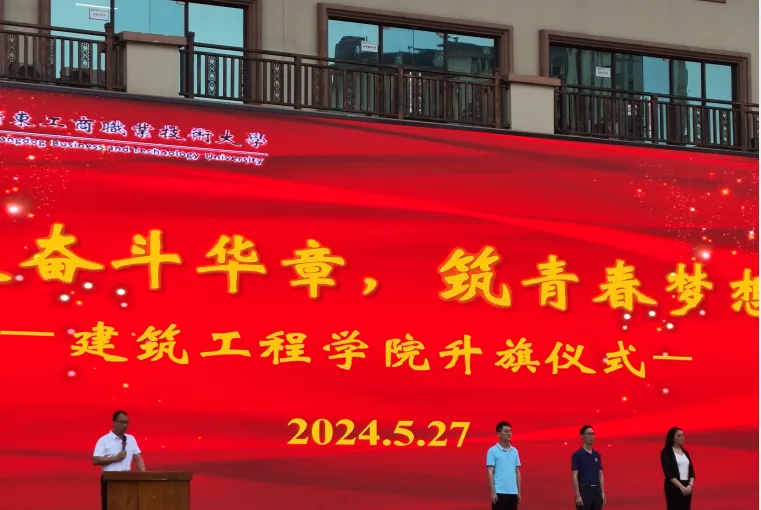 東工商職業技術大學
angdog Business and Technology University
奋斗华章，筑青春梦想
—建筑工程学院升旗仪式—
2024.5.27